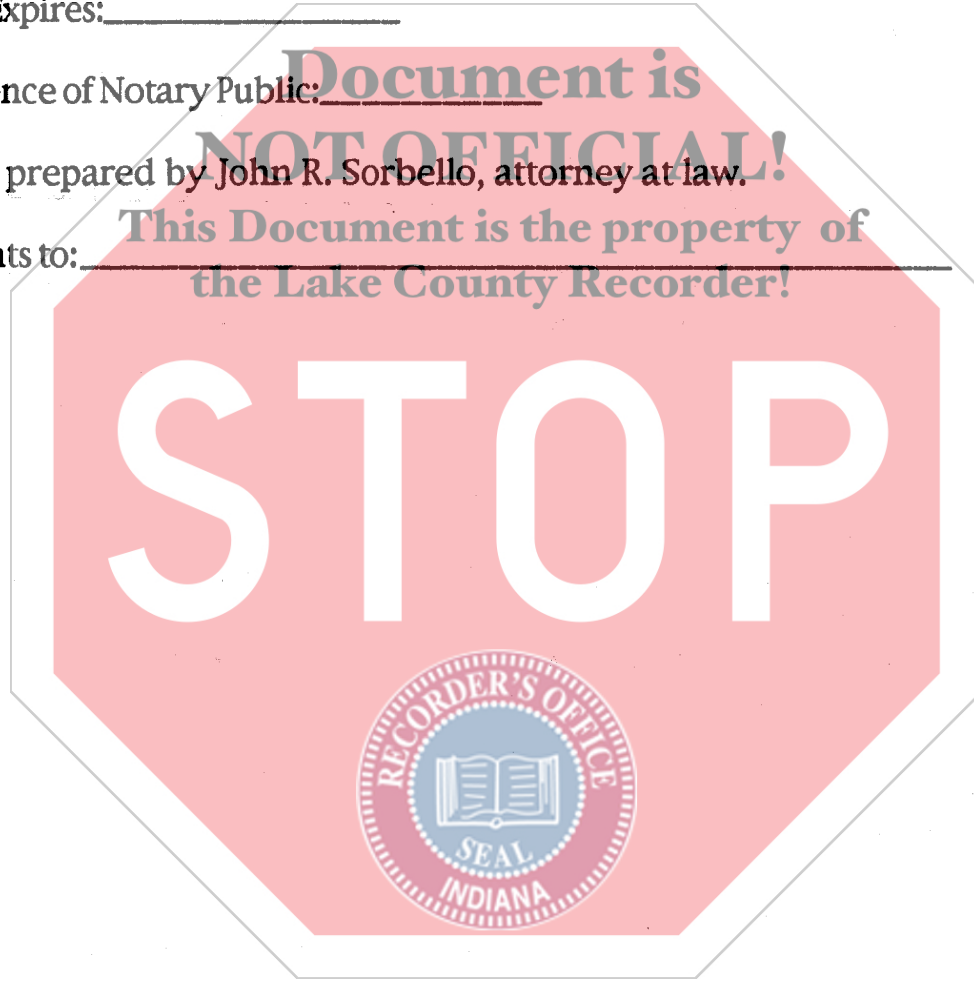 xpires:
Document is
nce of Notary Public:
NOT OFFICIAL!
prepared by John R. Sorbello, attorney at law.
This Document is the property of
ts to:
the Lake County Recorder!
STOP
RECORDER'S OFFICE
SEAL
INDIANA